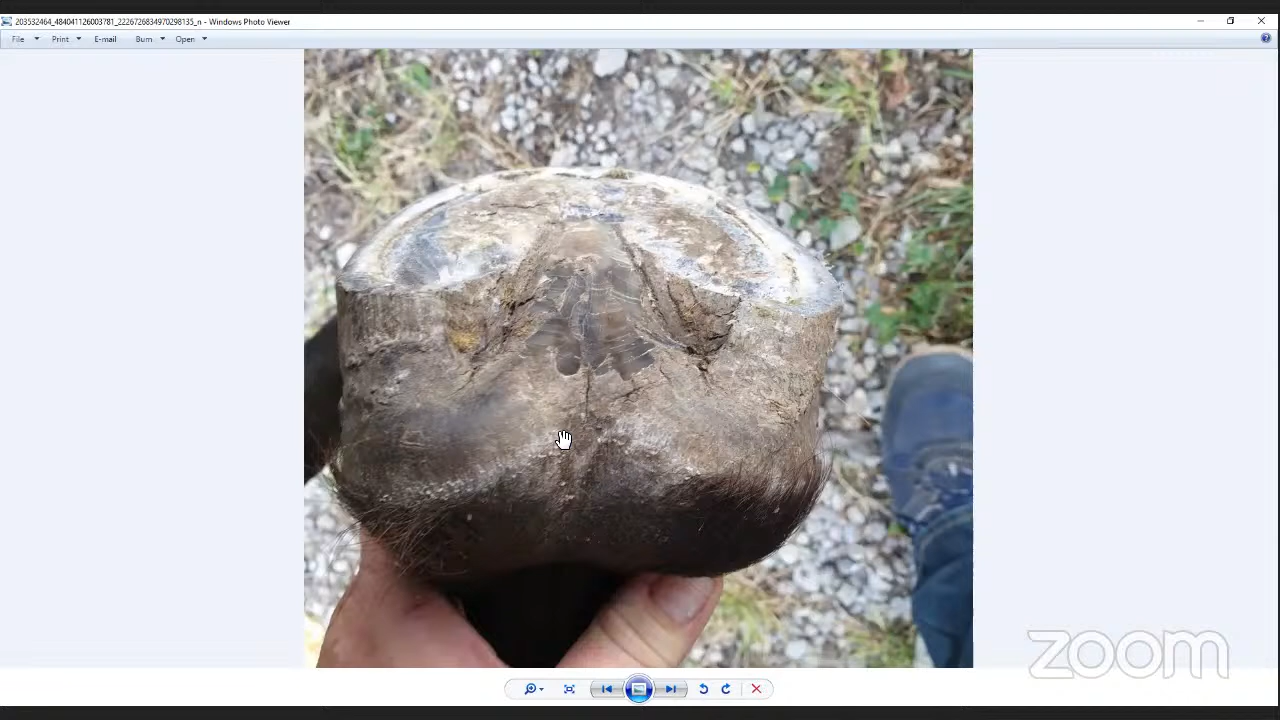 203532464_484041126003781_2226726834970298135_n - Windows Photo Viewer
File Print E-mail Burn Open
zoom